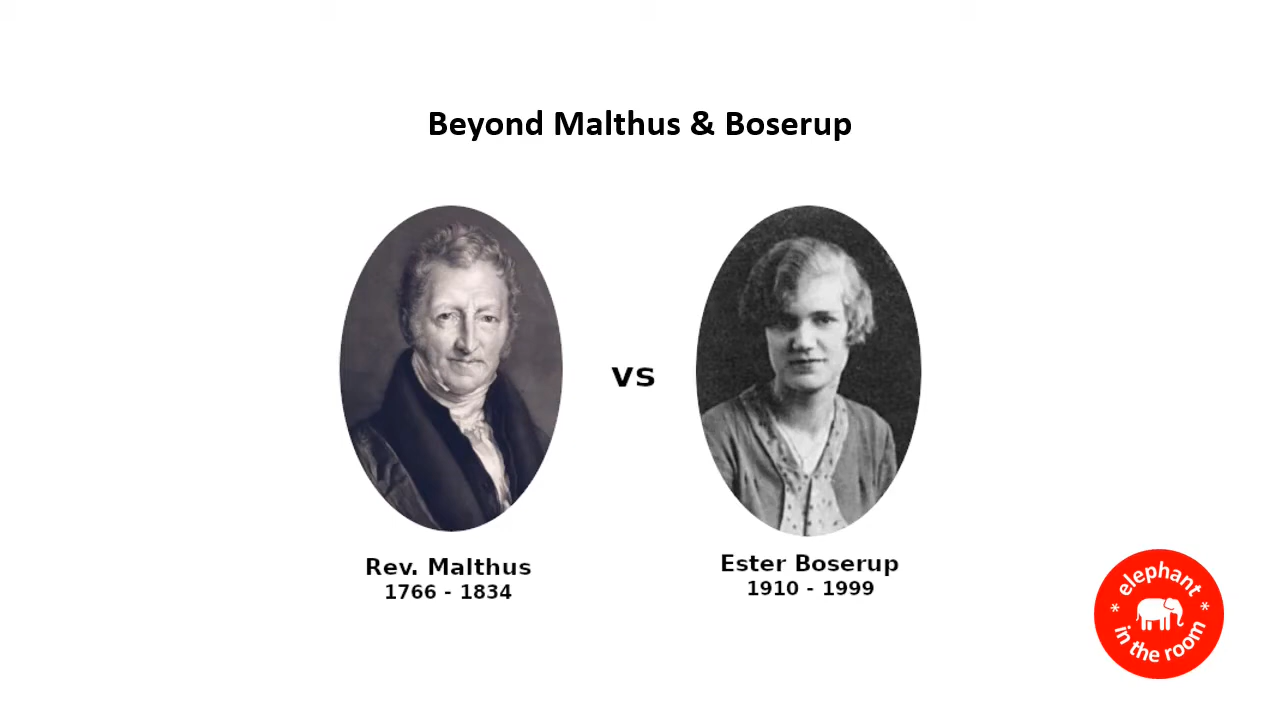 Beyond Malthus & Boserup
vs
Rev. Malthus
1766 - 1834
Ester Boserup
1910 - 1999
* elephant *
in the room